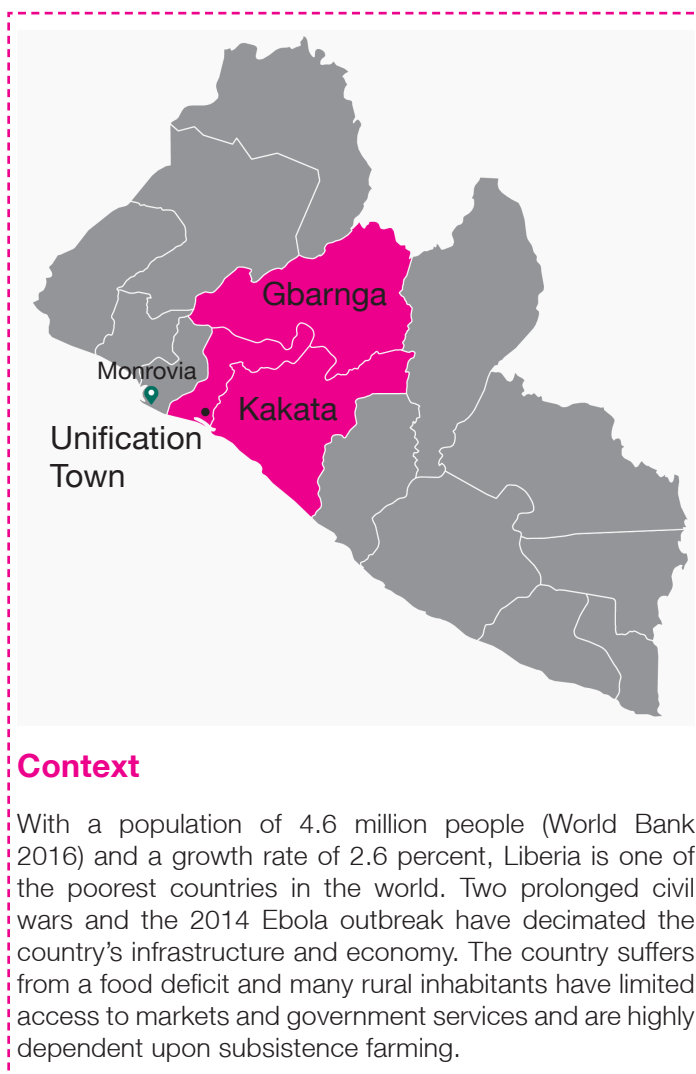 Gbarnga
Monrovia
Kakata
Unification
Town
Context
With a population of 4.6 million people (World Bank
2016) and a growth rate of 2.6 percent, Liberia is one of
the poorest countries in the world. Two prolonged civil
wars and the 2014 Ebola outbreak have decimated the
country’s infrastructure and economy. The country suffers
from a food deficit and many rural inhabitants have limited
access to markets and government services and are highly
dependent upon subsistence farming.